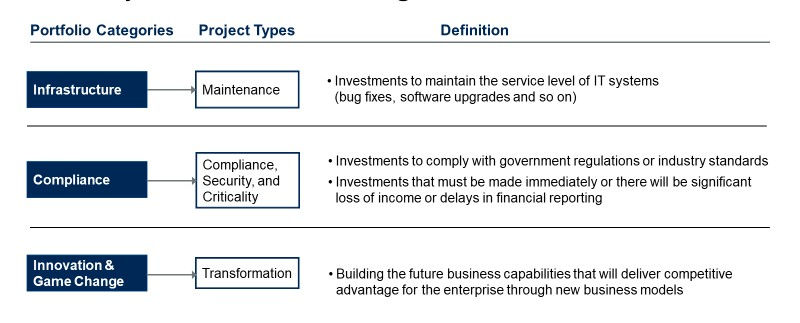 Portfolio Categories Project Types Definition
Infrastructure
Maintenance
• Investments to maintain the service level of IT systems
(bug fixes, software upgrades and so on)
Compliance
Compliance,
Security, and
Criticality
• Investments to comply with government regulations or industry standards
• Investments that must be made immediately or there will be significant
loss of income or delays in financial reporting
Innovation &
Game Change
Transformation
• Building the future business capabilities that will deliver competitive
advantage for the enterprise through new business models